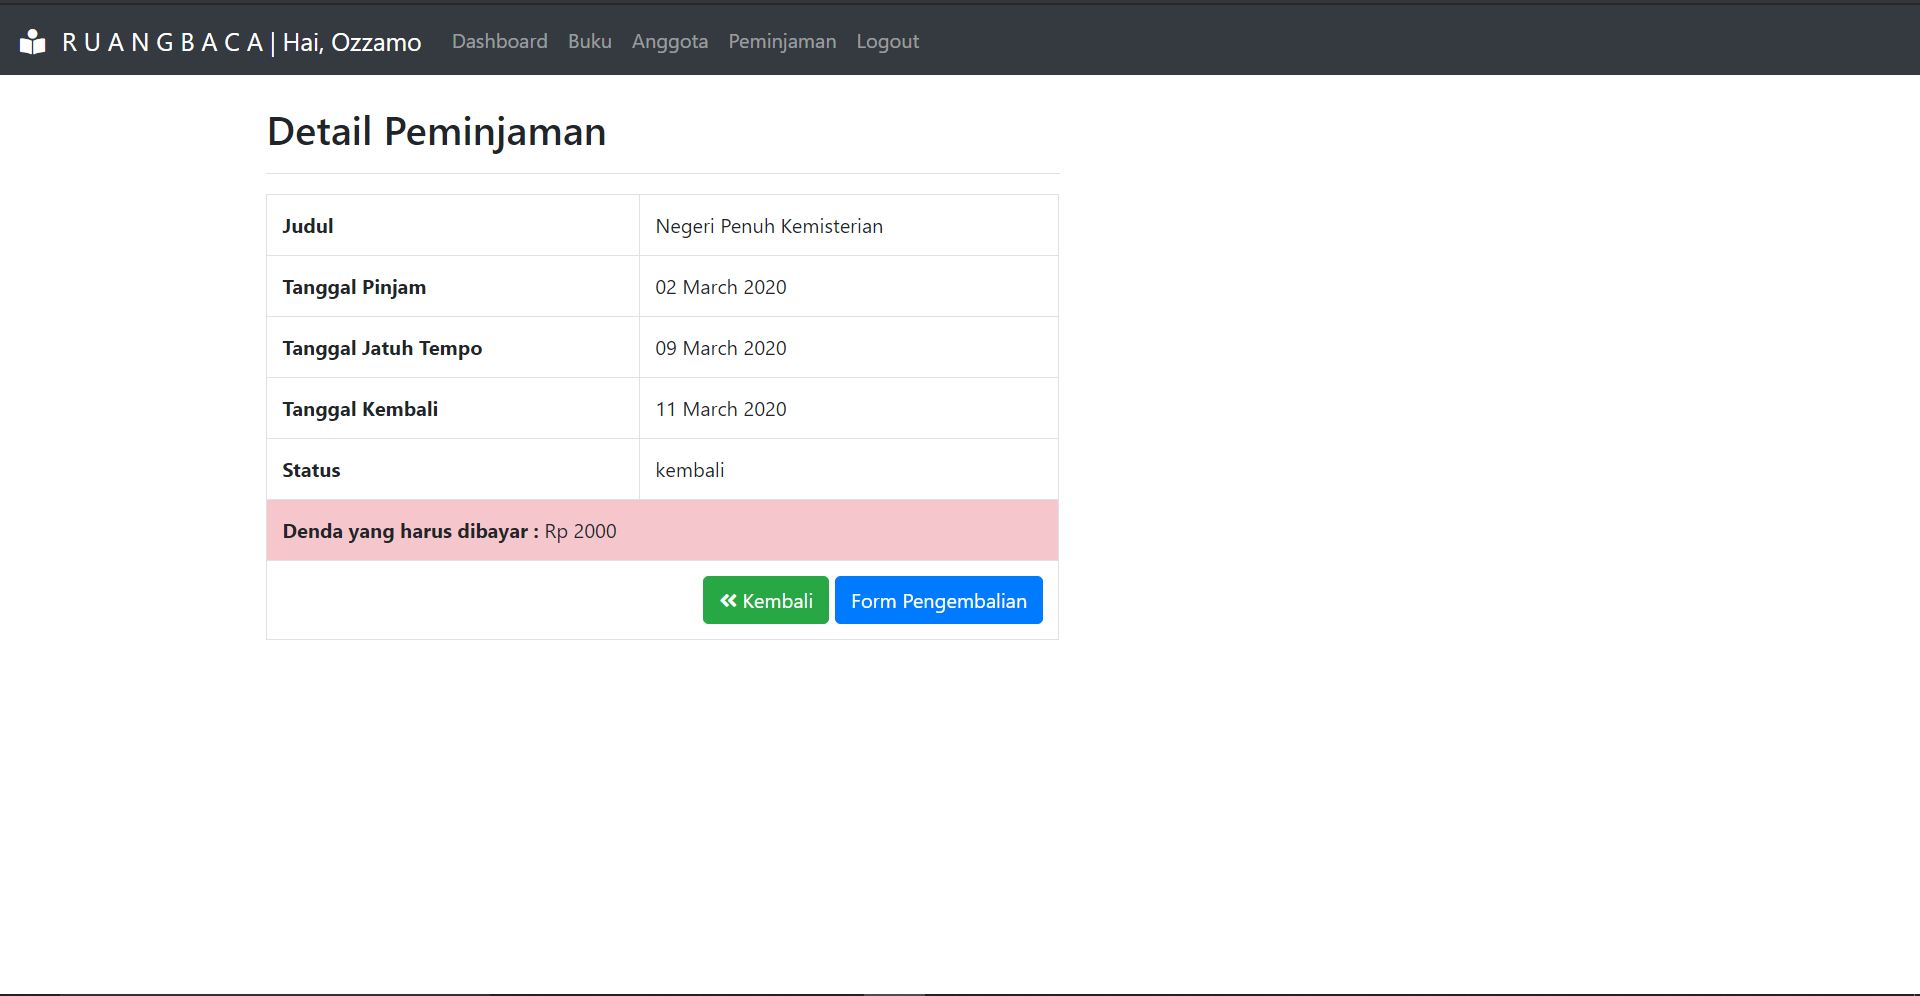 R U A N G B A C A | Hai, Ozzamo Dashboard Buku Anggota Peminjaman Logout
Detail Peminjaman
Judul Negeri Penuh Kemisterian
Tanggal Pinjam 02 March 2020
Tanggal Jatuh Tempo 09 March 2020
Tanggal Kembali 11 March 2020
Status kembali
Denda yang harus dibayar : Rp 2000
Kembali Form Pengembalian